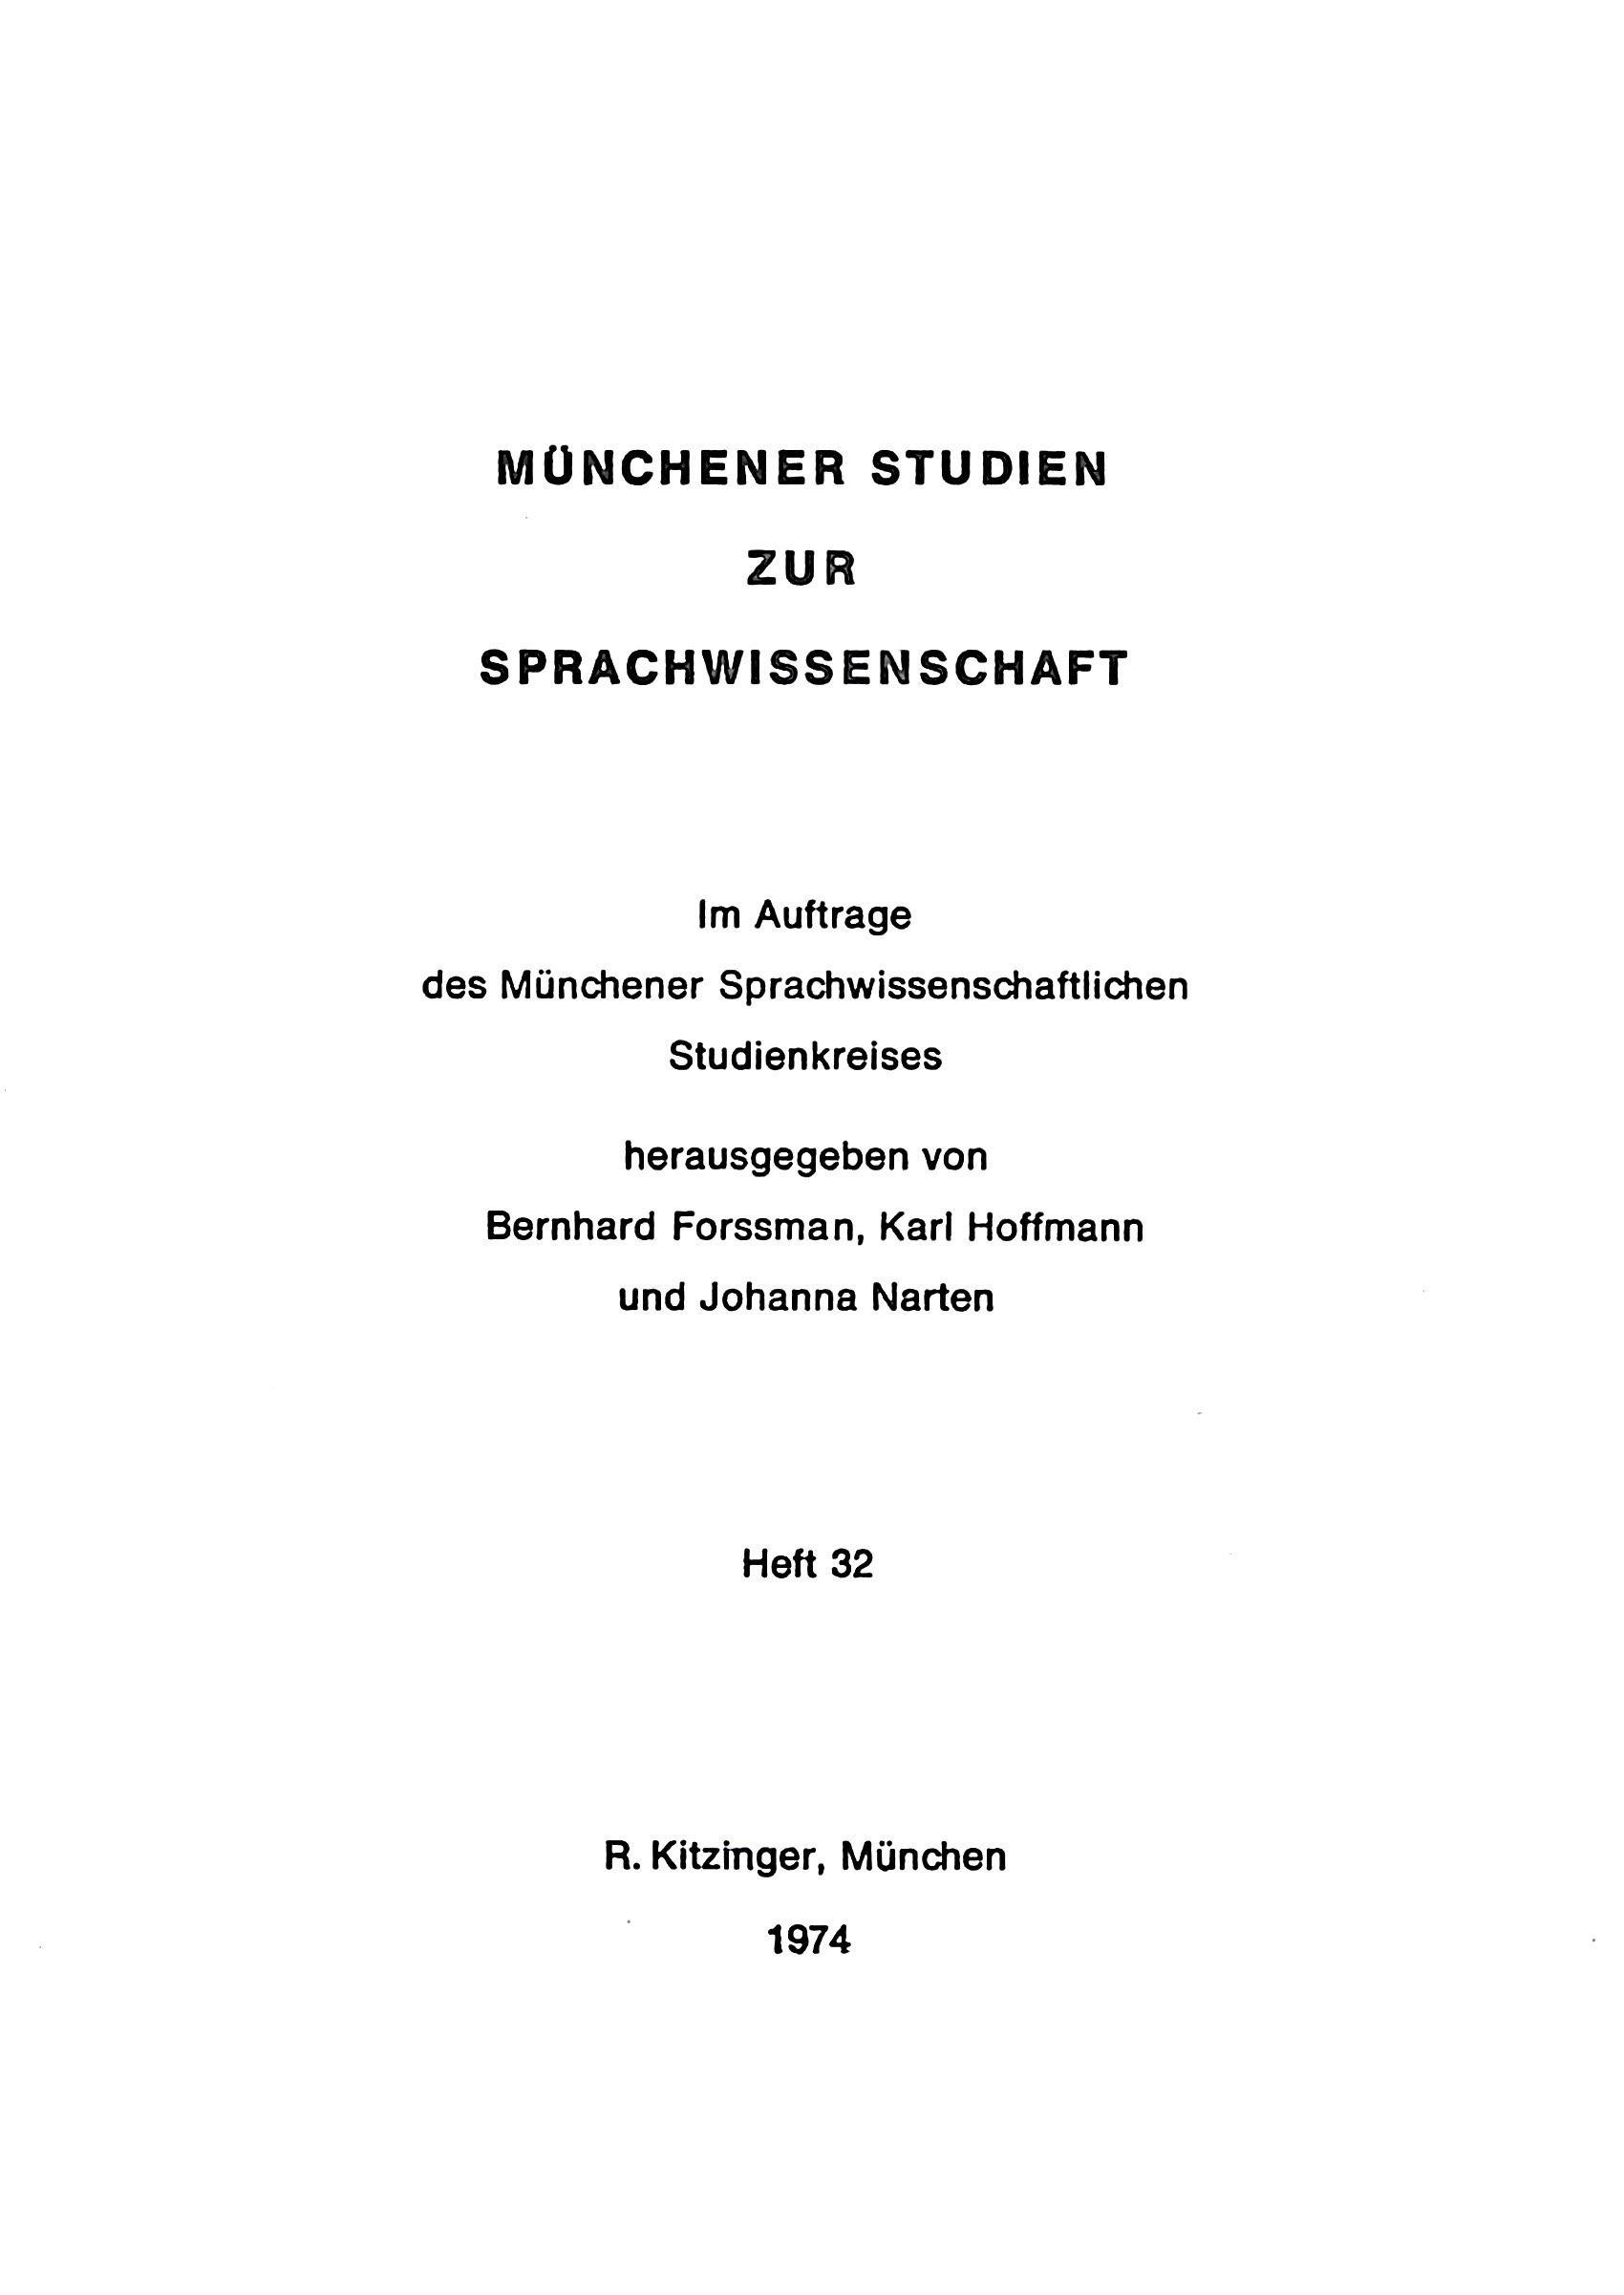 MÜNCHENER STUDIEN
ZUR
SPRACHWISSENSCHAFT
Im Auftrage
des Münchener Sprachwissenschaftlichen
Studienkreises
herausgegeben von
Bernhard Forssman, Karl Hoffmann
und Johanna Narten
Heft 32
R. Kitzinger, München
1974